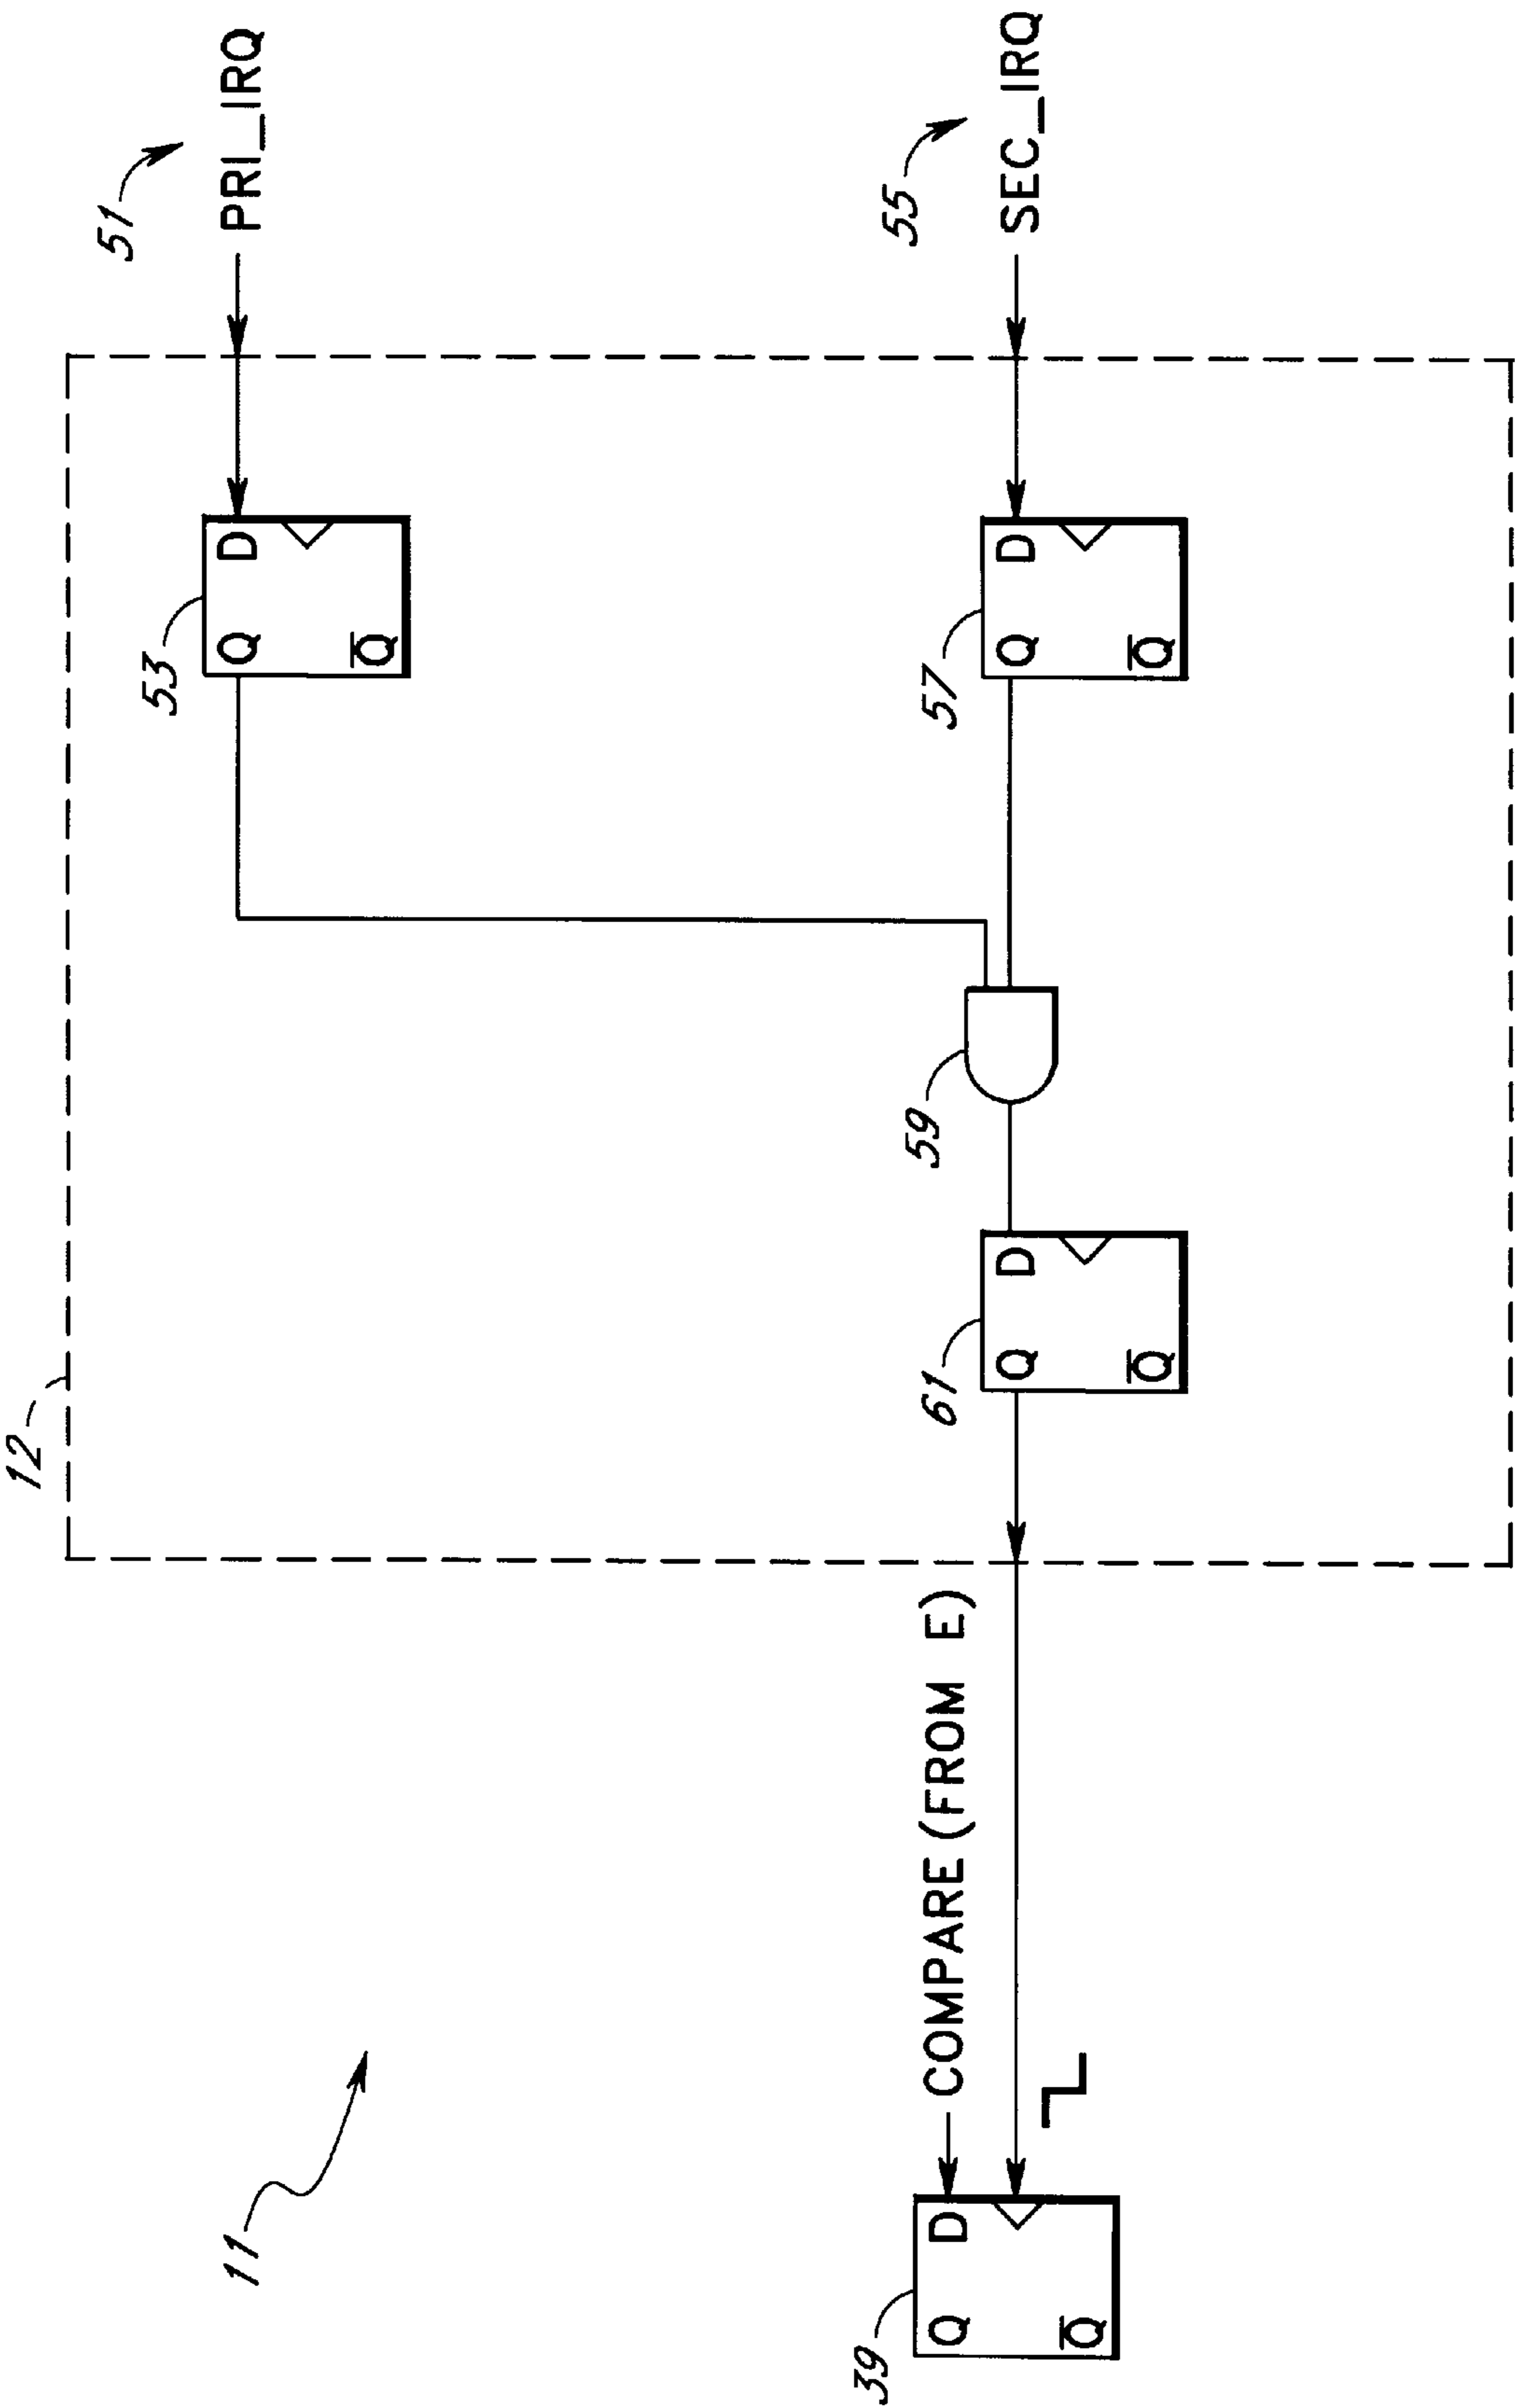 12
51
PRI_IRQ
53
Q D
Q̅
55
SEC_IRQ
57
Q D
Q̅
59
61
Q D
Q̅
11
COMPARE (FROM E)
39
Q D
Q̅